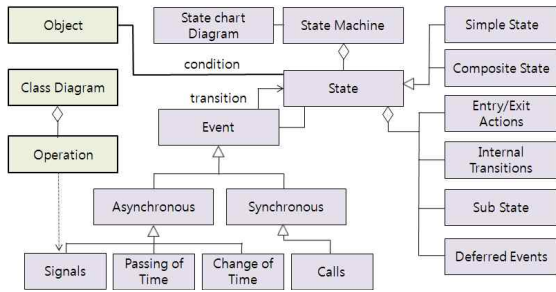 Object
State chart
Diagram
State Machine
Simple State
condition
Composite State
Class Diagram
State
transition
Entry/Exit
Actions
Event
Operation
Internal
Transitions
Asynchronous
Synchronous
Sub State
Signals
Passing of
Time
Change of
Time
Calls
Deferred Events